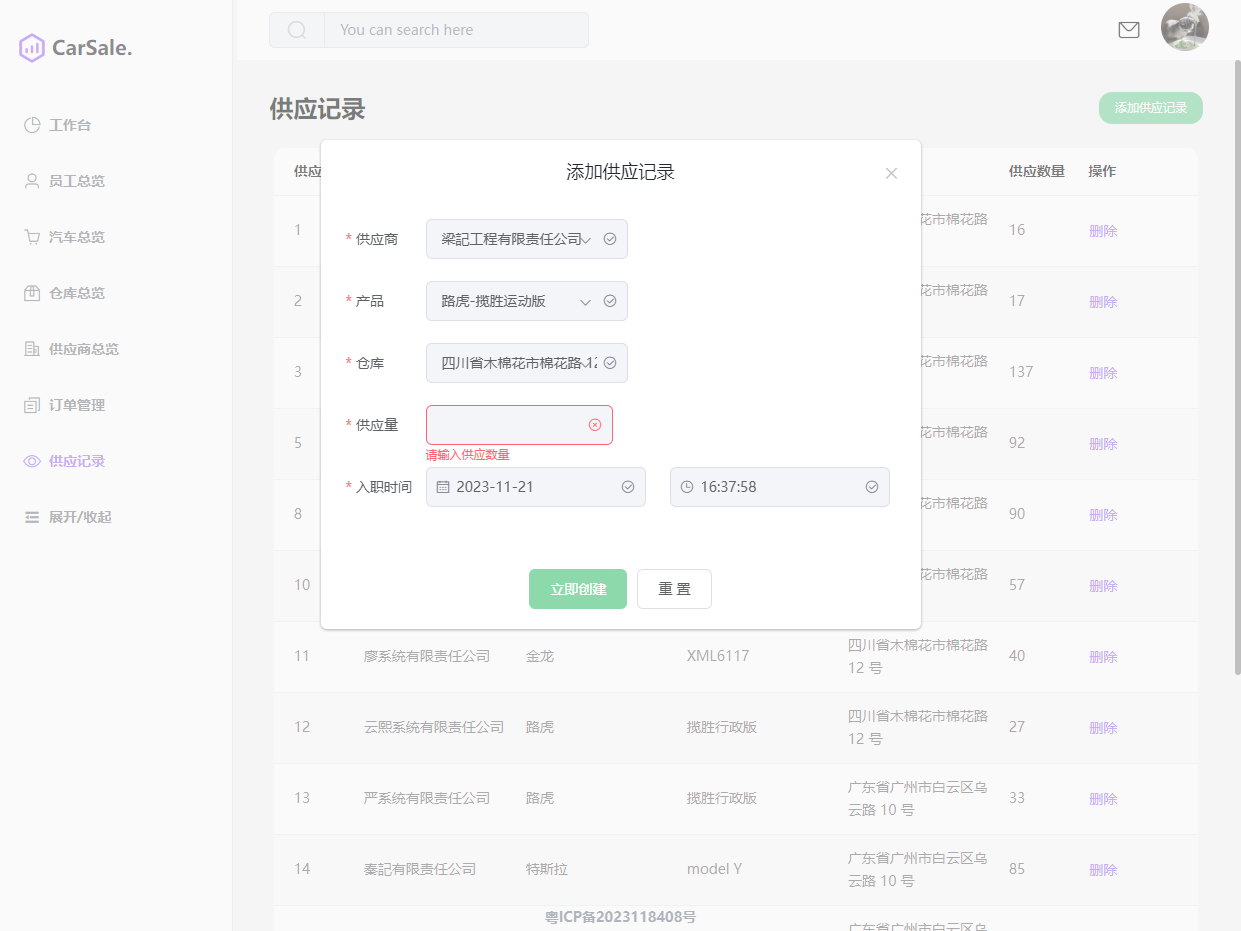 CarSale.
You can search here
工作台
员工总览
汽车总览
仓库总览
供应商总览
订单管理
供应记录
展开/收起
供应记录
添加供应记录
供应
供应数量
操作
添加供应记录
* 供应商
梁記工程有限责任公司
* 产品
路虎-揽胜运动版
* 仓库
四川省木棉花市棉花路 12
* 供应量
请输入供应数量
* 入职时间
2023-11-21
16:37:58
立即创建
重 置
1
花市棉花路
16
删除
2
花市棉花路
17
删除
3
花市棉花路
137
删除
5
花市棉花路
92
删除
8
花市棉花路
90
删除
10
花市棉花路
57
删除
11
廖系统有限责任公司
金龙
XML6117
四川省木棉花市棉花路
12 号
40
删除
12
云熙系统有限责任公司
路虎
揽胜行政版
四川省木棉花市棉花路
12 号
27
删除
13
严系统有限责任公司
路虎
揽胜行政版
广东省广州市白云区乌
云路 10 号
33
删除
14
秦記有限责任公司
特斯拉
model Y
广东省广州市白云区乌
云路 10 号
85
删除
广东省广州市白云区乌
粤ICP备2023118408号